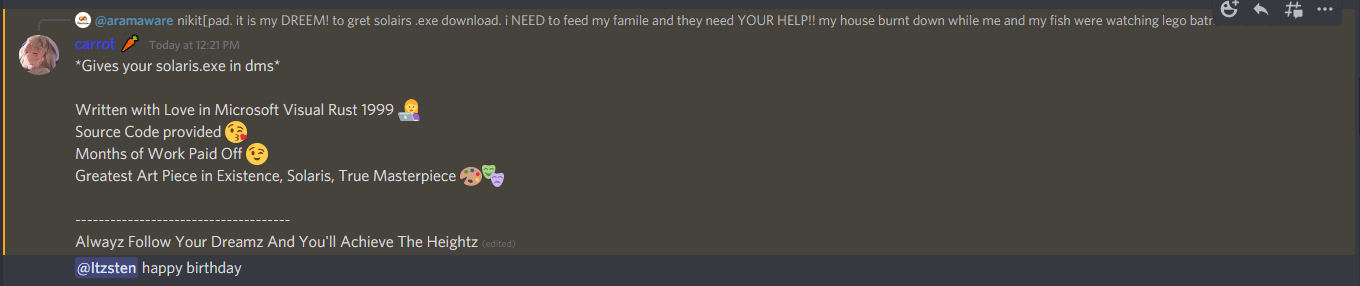 @aramaware nikit[pad. it is my DREEM! to gret solairs .exe download. i NEED to feed my famile and they need YOUR HELP!! my house burnt down while me and my fish were watching lego
carrot 🥕 Today at 12:21 PM
*Gives your solaris.exe in dms*
Written with Love in Microsoft Visual Rust 1999 👩‍💻
Source Code provided 😘
Months of Work Paid Off 😉
Greatest Art Piece in Existence, Solaris, True Masterpiece 🎨🎭
-------------------------------------
Alwayz Follow Your Dreamz And You'll Achieve The Heightz (edited)
@Itzsten happy birthday